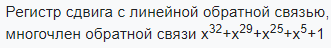 Регистр сдвига с линейной обратной связью,
многочлен обратной связи x³²+x²⁹+x²⁵+x⁵+1